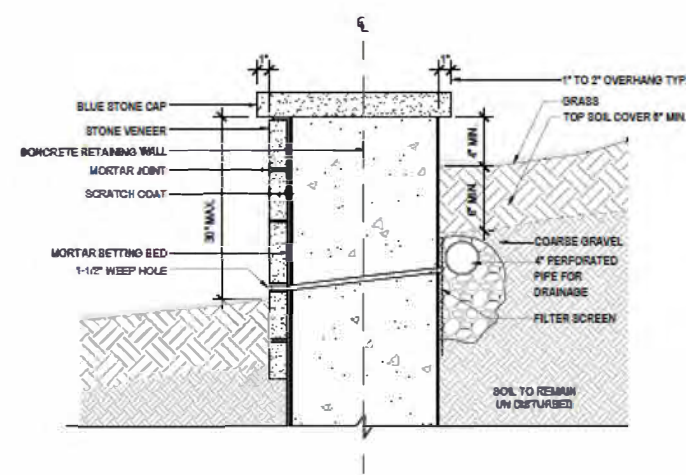 ℄
1"
1"
1" TO 2" OVERHANG TYP
BLUE STONE CAP
GRASS
STONE VENEER
TOP SOIL COVER 6" MIN.
CONCRETE RETAINING WALL
4" MIN.
MORTAR JOINT
SCRATCH COAT
6" MIN.
30" MAX.
MORTAR SETTING BED
COARSE GRAVEL
1-1/2" WEEP HOLE
4" PERFORATED
PIPE FOR
DRAINAGE
FILTER SCREEN
SOIL TO REMAIN
UN DISTURBED